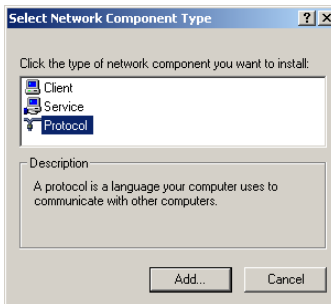 Select Network Component Type
Click the type of network component you want to install:
Client
Service
Protocol
Description
A protocol is a language your computer uses to
communicate with other computers.
Add...
Cancel